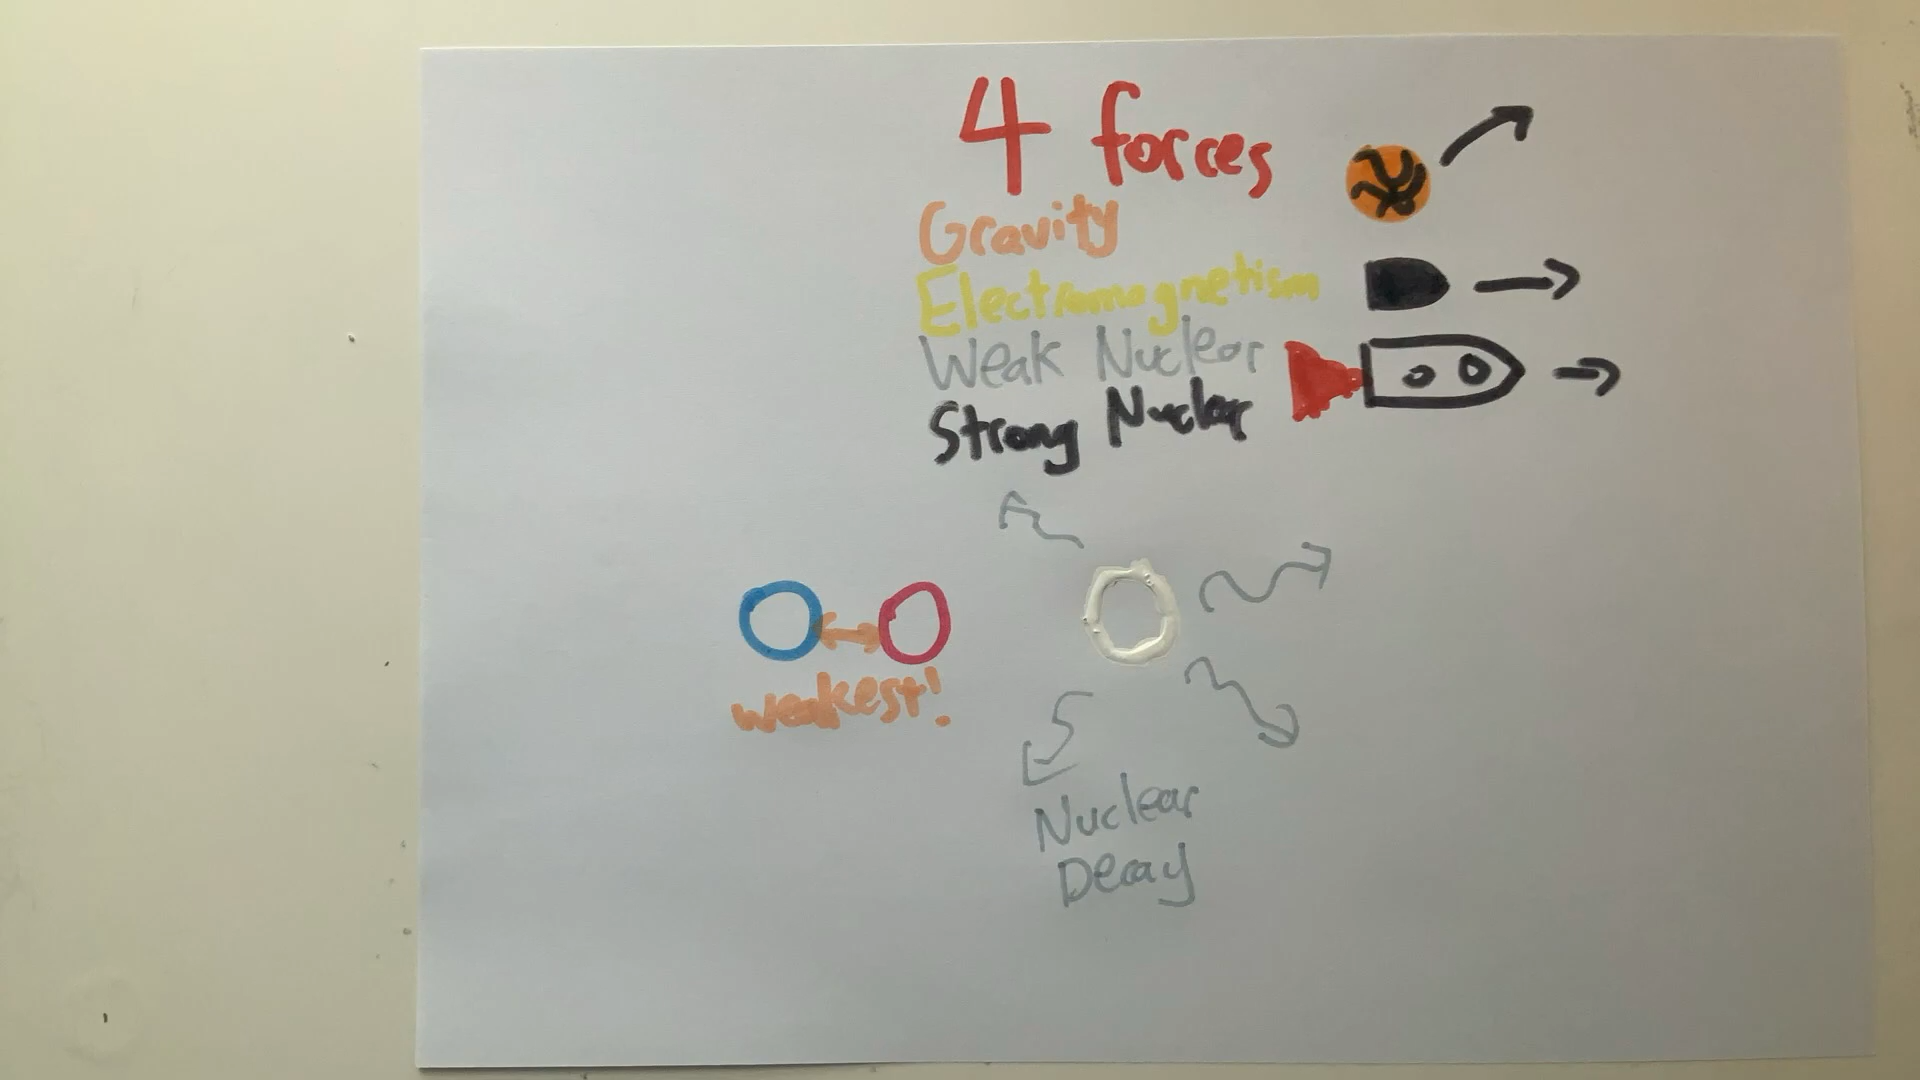 4 forces
Gravity
Electromagnetism
Weak Nuclear
Strong Nuclear
weakest!
Nuclear
Decay